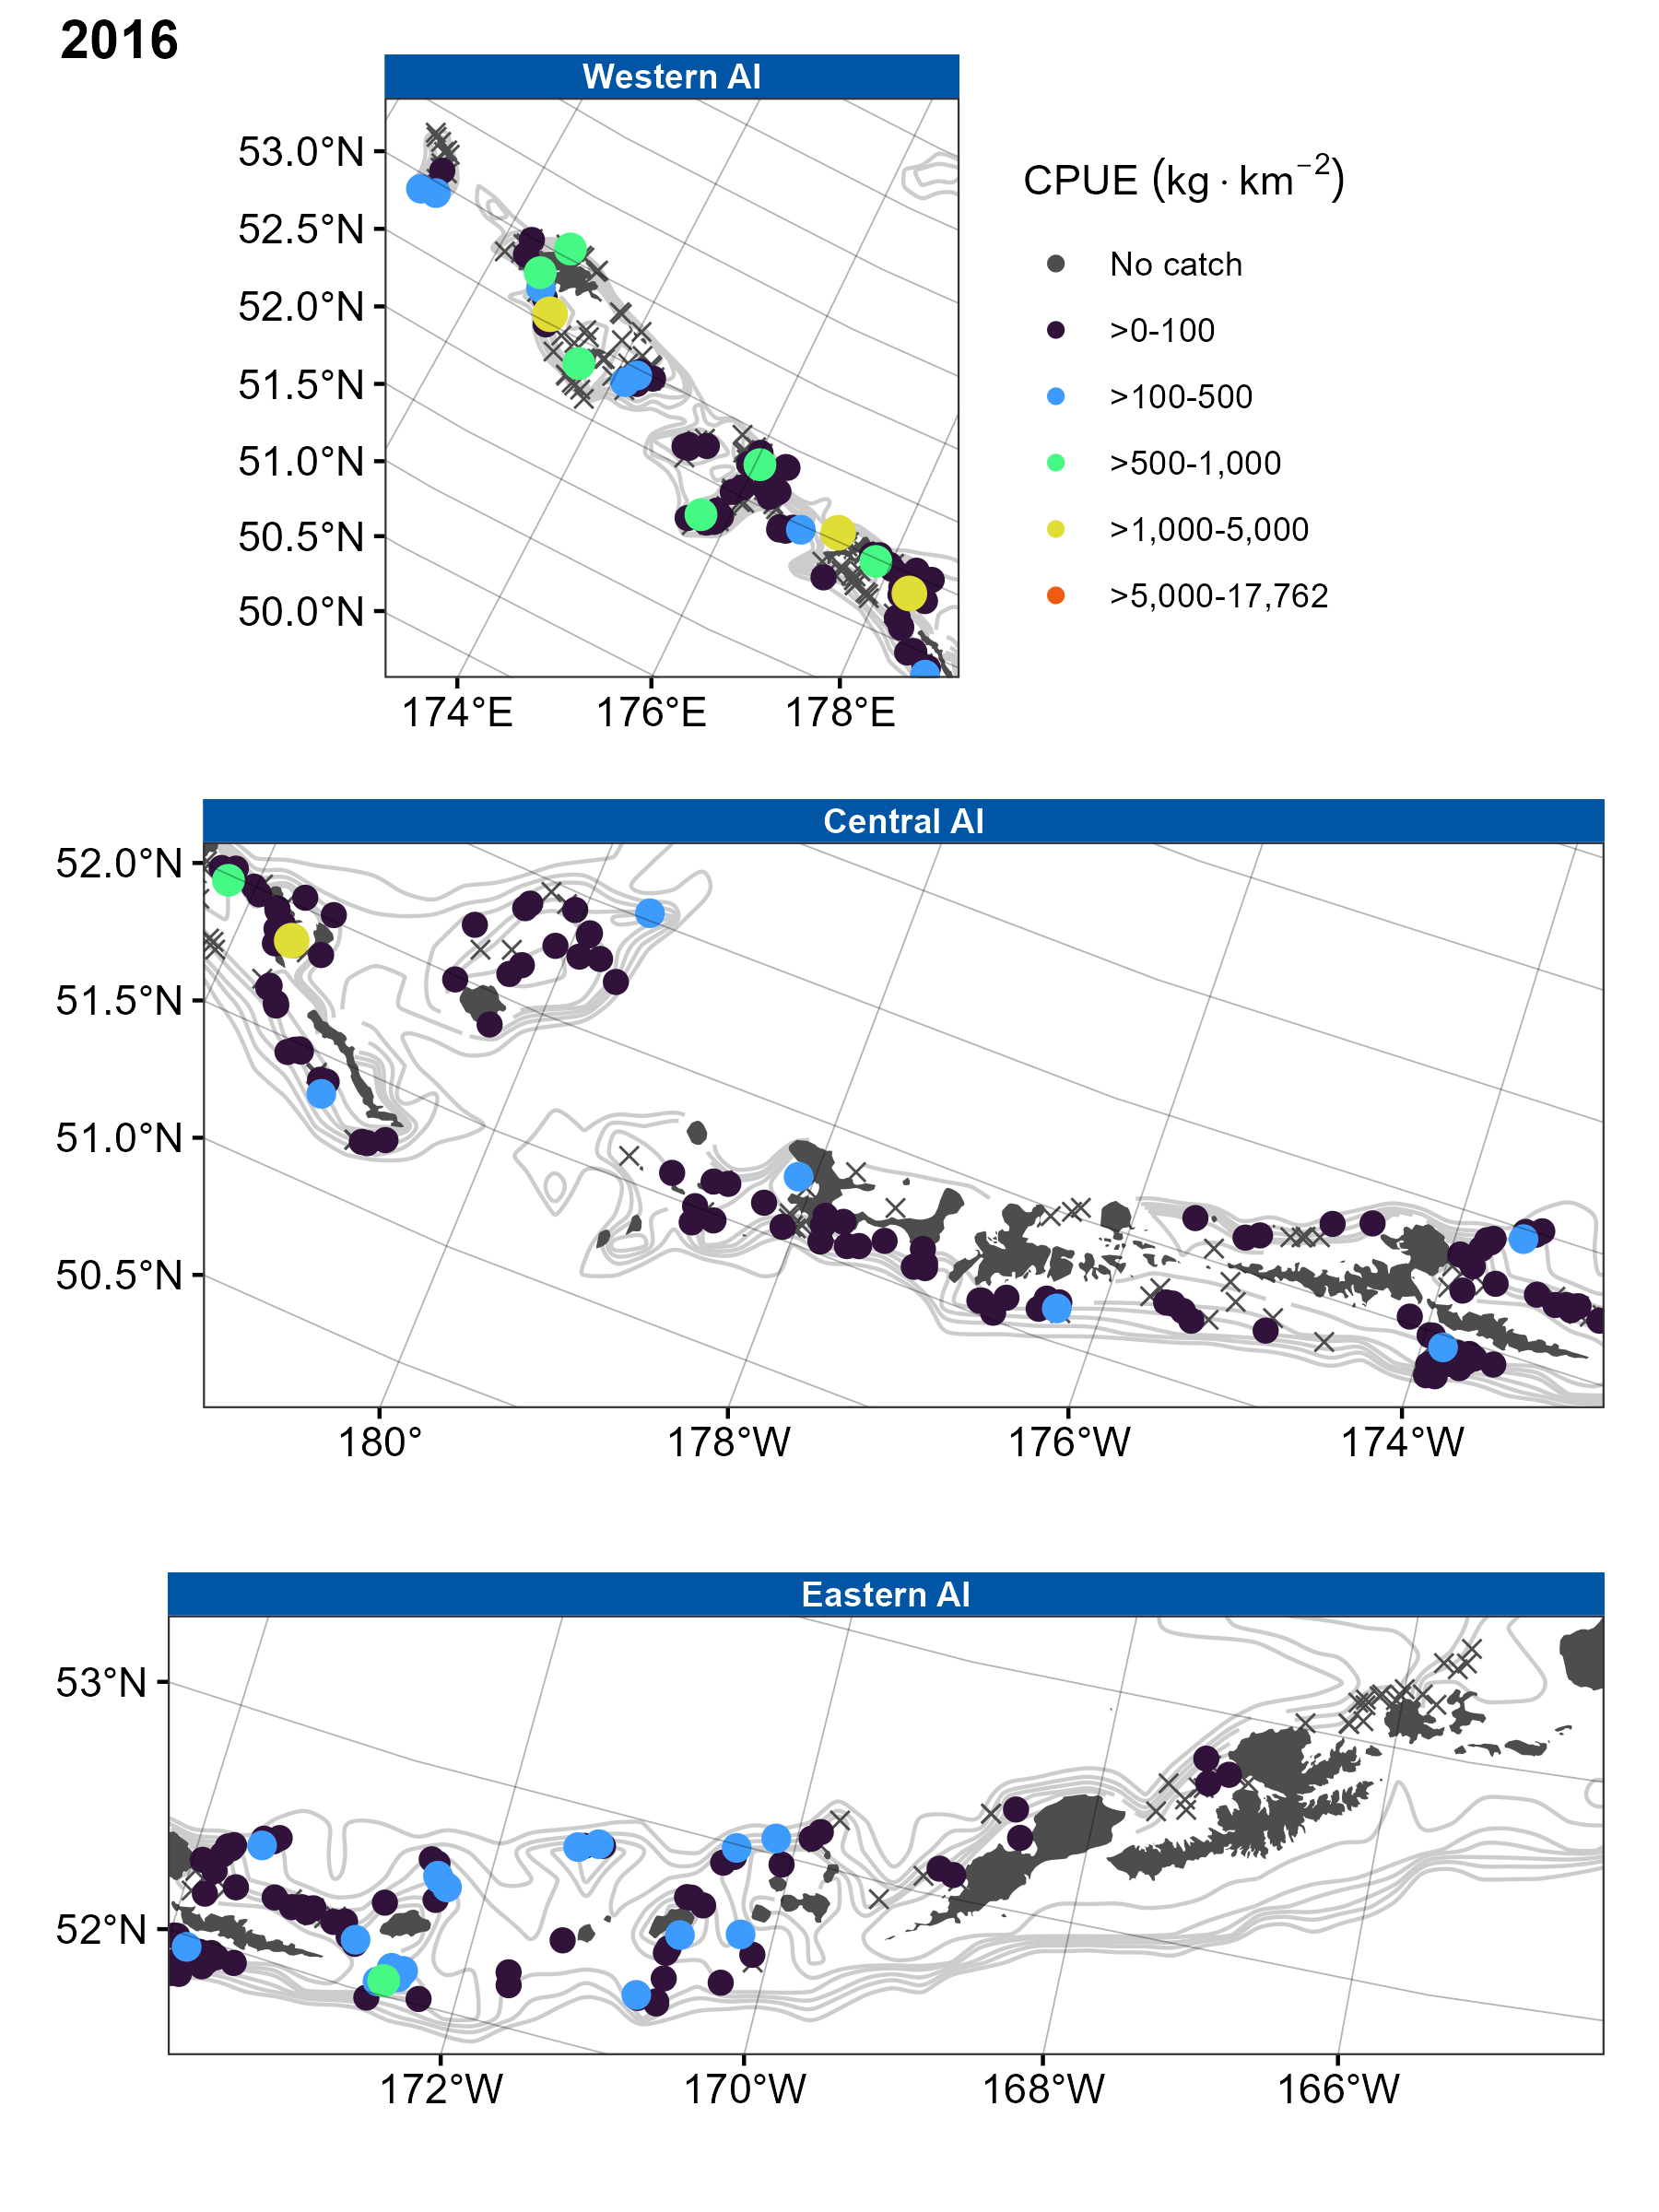 2016
Western AI
53.0°N
52.5°N
52.0°N
51.5°N
51.0°N
50.5°N
50.0°N
174°E 176°E 178°E
CPUE (kg · km⁻²)
No catch
>0-100
>100-500
>500-1,000
>1,000-5,000
>5,000-17,762
Central AI
52.0°N
51.5°N
51.0°N
50.5°N
180° 178°W 176°W 174°W
Eastern AI
53°N
52°N
172°W 170°W 168°W 166°W